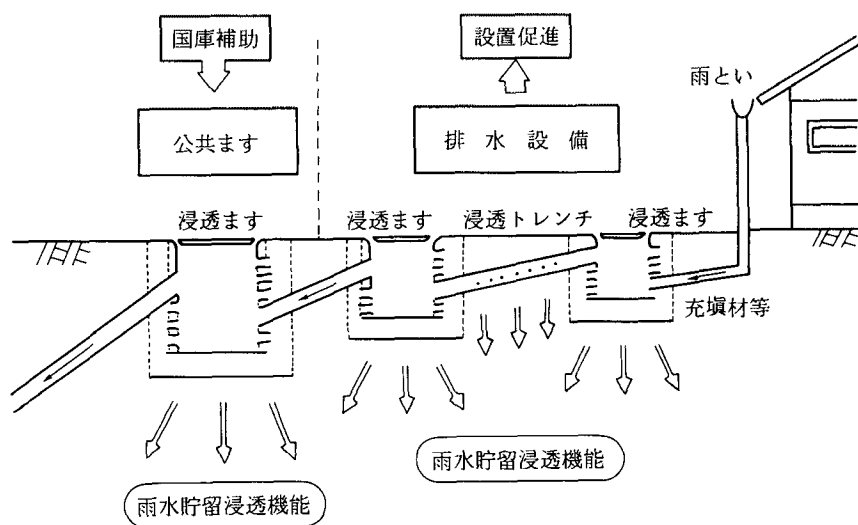 国庫補助
設置促進
雨とい
公共ます
排水設備
浸透ます
浸透ます
浸透トレンチ
浸透ます
充塡材等
雨水貯留浸透機能
雨水貯留浸透機能